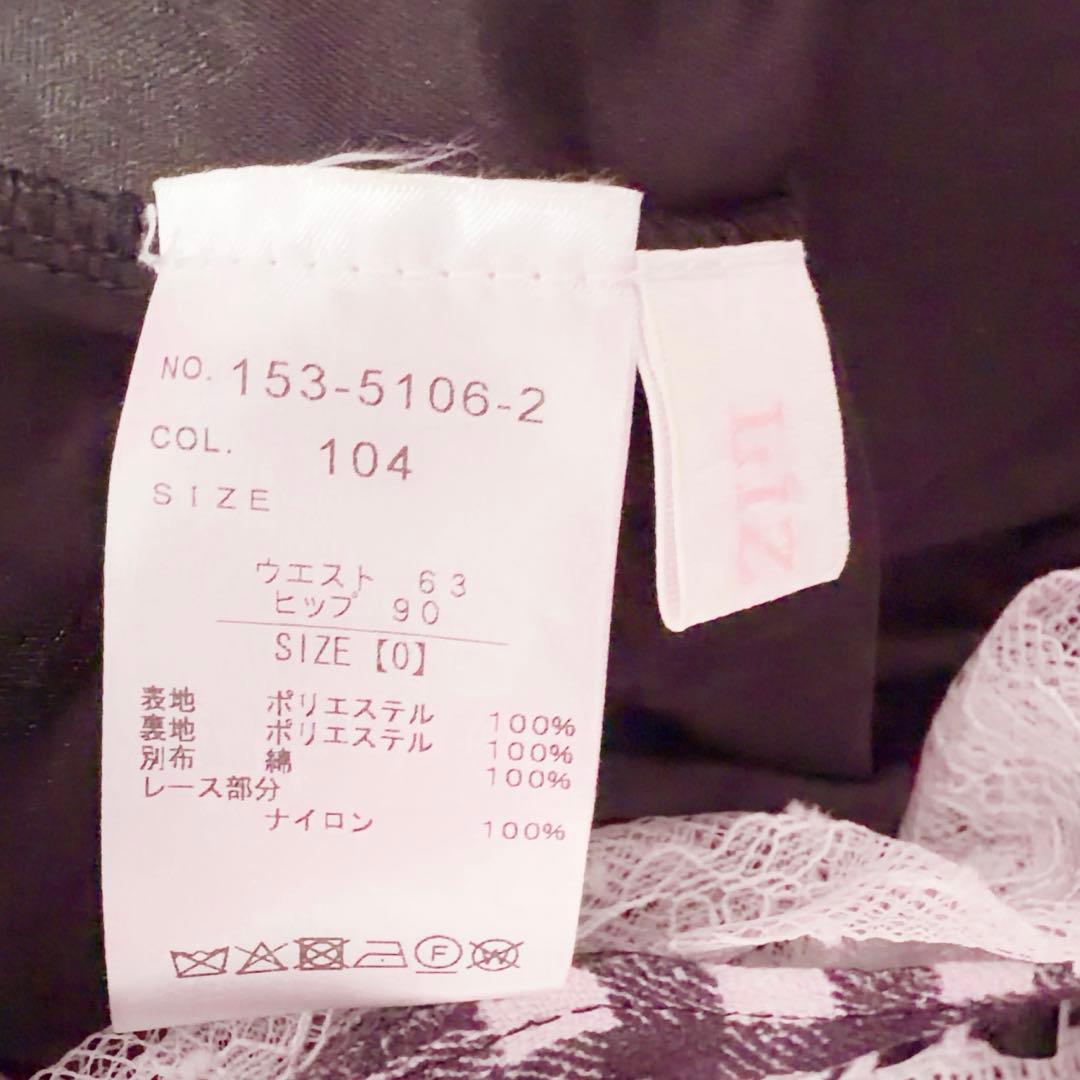 NO. 153-5106-2
COL. 104
SIZE
ウエスト 63
ヒップ 90
SIZE【0】
表地 ポリエステル 100%
裏地 ポリエステル 100%
別布 綿 100%
レース部分
ナイロン 100%
F
W
LIZ